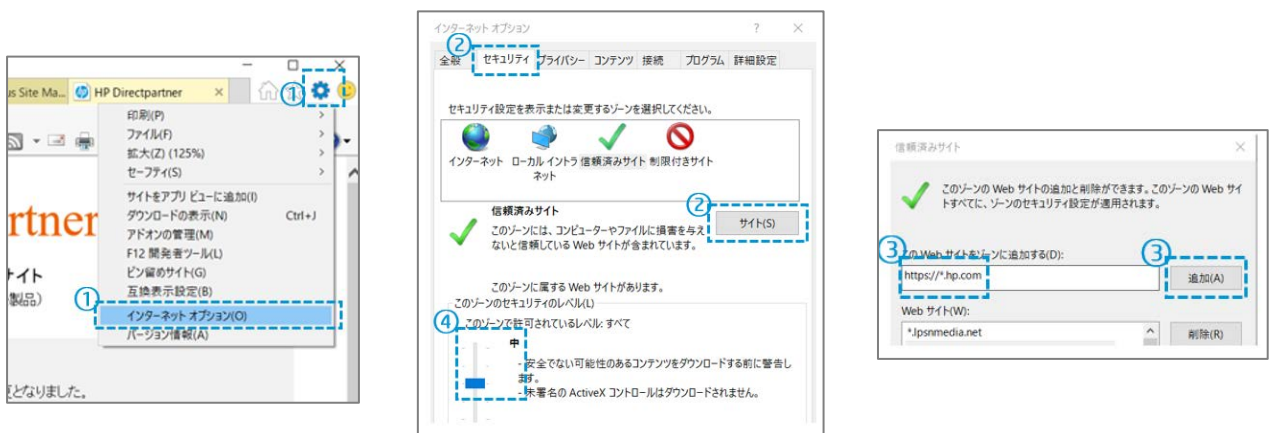 us Site Ma...
HP Directpartner
①
印刷(P)
ファイル(F)
拡大(Z) (125%)
セーフティ(S)
サイトをアプリ ビューに追加(I)
ダウンロードの表示(N) Ctrl+J
アドオンの管理(M)
F12 開発者ツール(L)
ピン留めサイト(G)
互換表示設定(B)
① インターネット オプション(O)
バージョン情報(A)
rtner
サイト
製品)
更となりました。
インターネット オプション
②
全般 セキュリティ プライバシー コンテンツ 接続 プログラム 詳細設定
セキュリティ設定を表示または変更するゾーンを選択してください。
インターネット ローカル イントラ 信頼済みサイト 制限付きサイト
ネット
信頼済みサイト
②
サイト(S)
このゾーンには、コンピューターやファイルに損害を与え
ないと信頼している Web サイトが含まれています。
このゾーンに属する Web サイトがあります。
このゾーンのセキュリティのレベル(L)
④ このゾーンで許可されているレベル: すべて
中
- 安全でない可能性のあるコンテンツをダウンロードする前に警告し
ます。
- 未署名の ActiveX コントロールはダウンロードされません。
信頼済みサイト
このゾーンの Web サイトの追加と削除ができます。このゾーンの Web サイ
トすべてに、ゾーンのセキュリティ設定が適用されます。
③ ③
この Web サイトをゾーンに追加する(D):
https://*.hp.com 追加(A)
Web サイト(W):
*.lpsnmedia.net 削除(R)